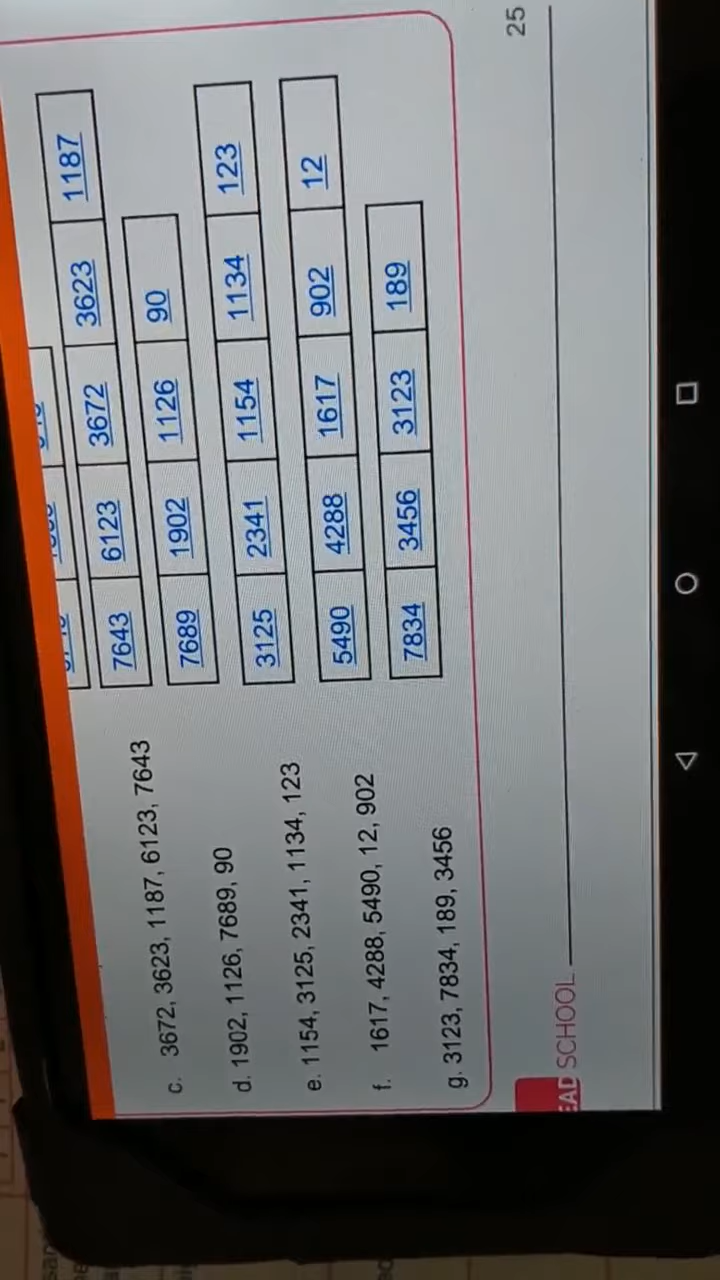 c. 3672, 3623, 1187, 6123, 7643 7643 6123 3672 3623 1187
d. 1902, 1126, 7689, 90 7689 1902 1126 90
e. 1154, 3125, 2341, 1134, 123 3125 2341 1154 1134 123
f. 1617, 4288, 5490, 12, 902 5490 4288 1617 902 12
g. 3123, 7834, 189, 3456 7834 3456 3123 189
EAD SCHOOL 25